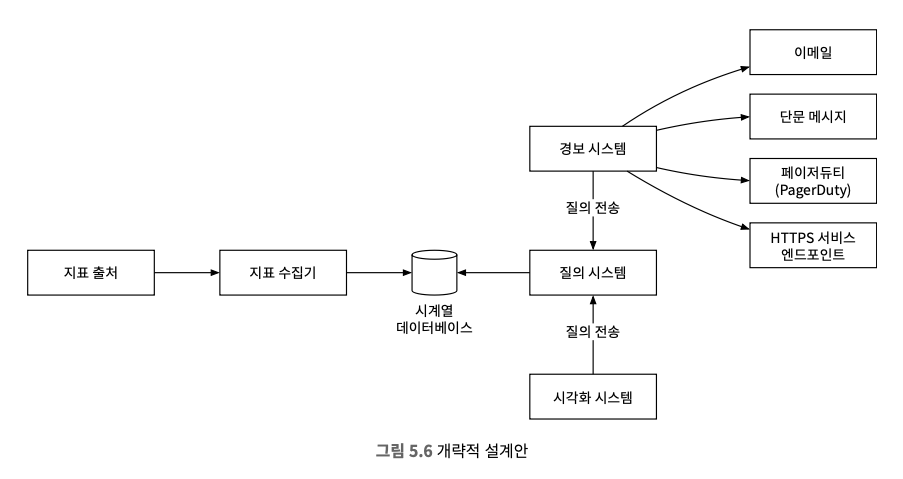 이메일
단문 메시지
경보 시스템
페이저듀티
(PagerDuty)
질의 전송
HTTPS 서비스
엔드포인트
지표 출처
지표 수집기
질의 시스템
시계열
데이터베이스
질의 전송
시각화 시스템
그림 5.6 개략적 설계안